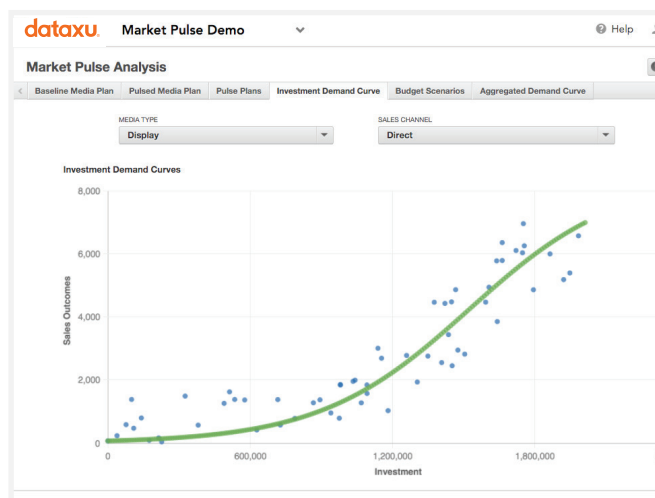 dataxu. Market Pulse Demo Help
Market Pulse Analysis
Baseline Media Plan Pulsed Media Plan Pulse Plans Investment Demand Curve Budget Scenarios Aggregated Demand Curve
MEDIA TYPE SALES CHANNEL
Display Direct
Investment Demand Curves
8,000
6,000
4,000
2,000
0
Sales Outcomes
0 600,000 1,200,000 1,800,000
Investment